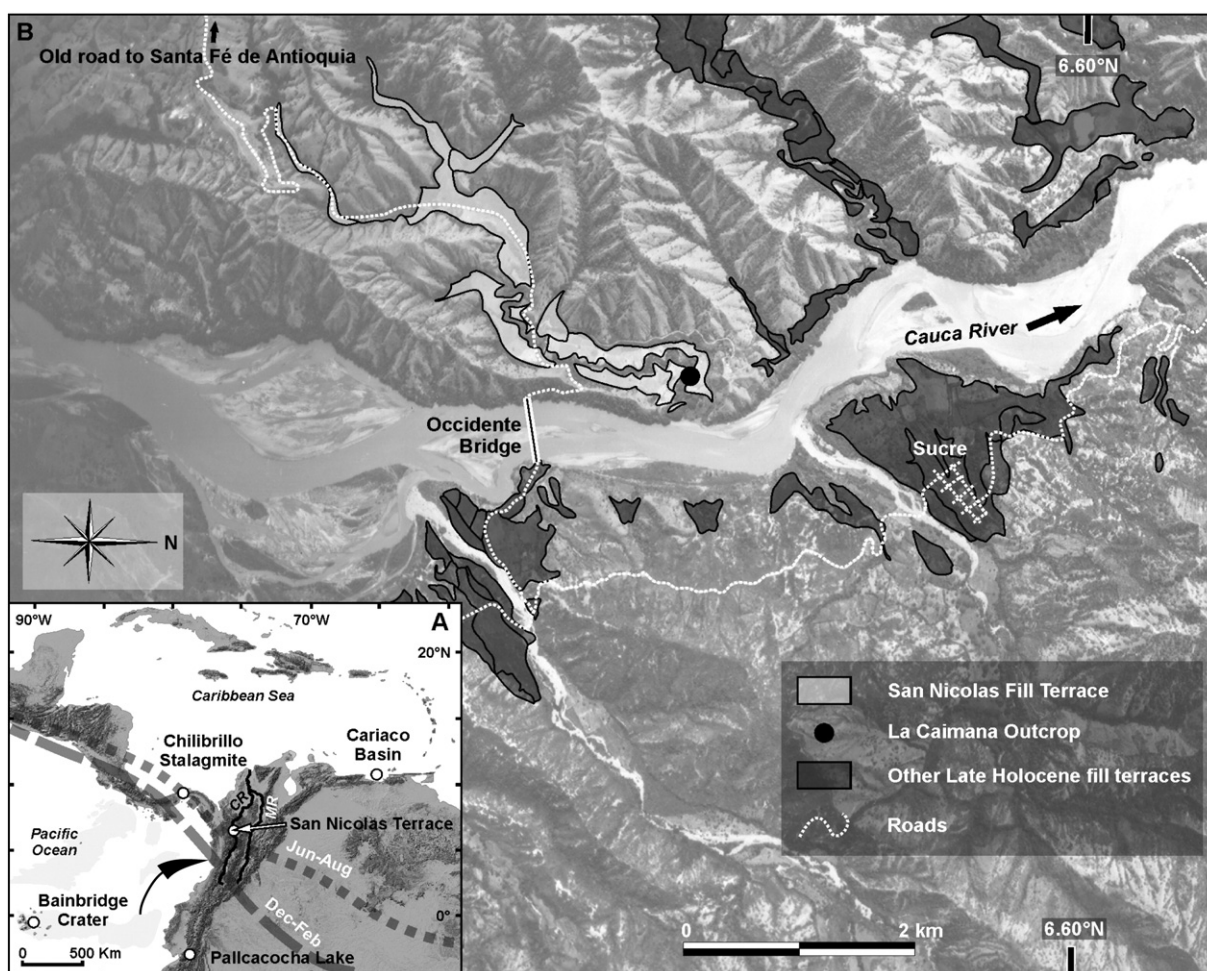 B
Old road to Santa Fé de Antioquia
6.60°N
Cauca River
Occidente
Bridge
Sucre
N
A
90°W
70°W
20°N
Caribbean Sea
Chilibrillo
Stalagmite
Cariaco
Basin
CR
MR
Pacific
Ocean
San Nicolas Terrace
Jun-Aug
Bainbridge
Crater
Dec-Feb
0°
0 500 Km
Pallcacocha Lake
San Nicolas Fill Terrace
La Caimana Outcrop
Other Late Holocene fill terraces
Roads
0 2 km
6.60°N